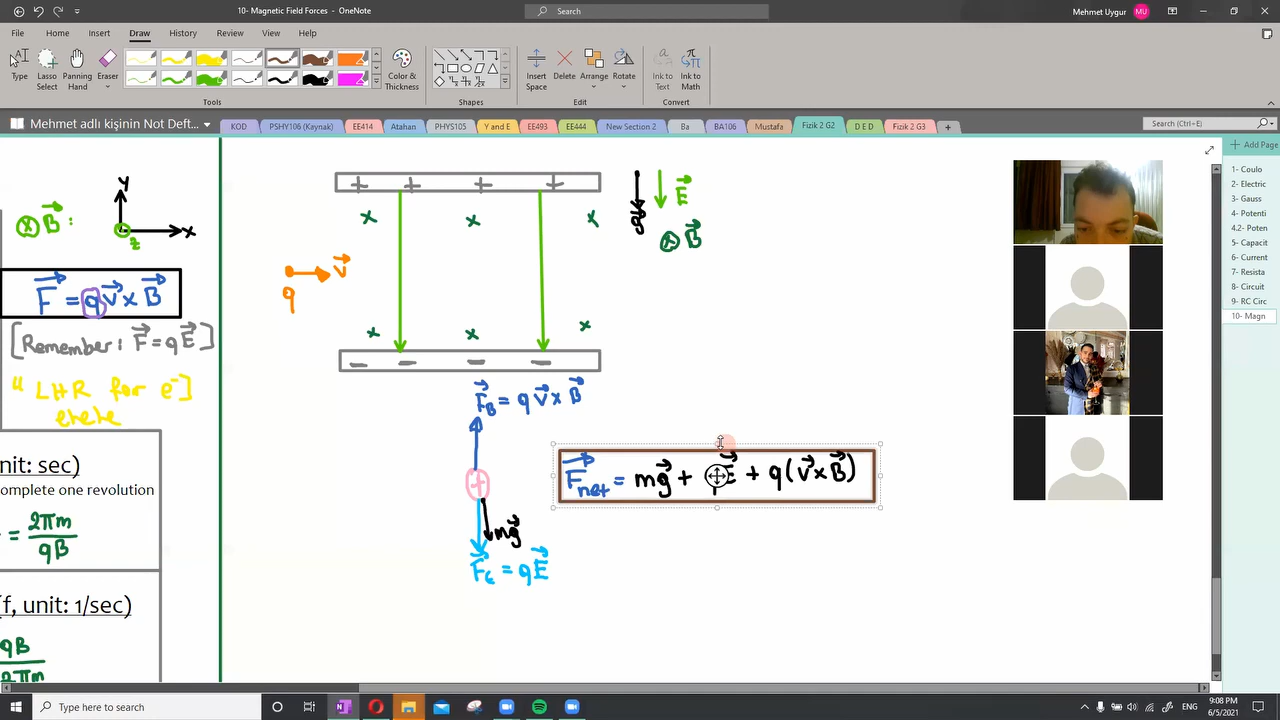 10- Magnetic Field Forces - OneNote
Search
Mehmet Uygur
MU
File Home Insert Draw History Review View Help
Type
Lasso Select
Panning Hand
Eraser
Color & Thickness
Insert Space
Delete
Arrange
Rotate
Ink to Text
Ink to Math
Tools
Shapes
Edit
Convert
Mehmet adlı kişinin Not Deft...
KOD PSHY106 (Kaynak) EE414 Atahan PHYS105 Y and E EE493 EE444 New Section 2 Ba BA106 Mustafa Fizik 2 G2 D E D Fizik 2 G3 +
Search (Ctrl+E)
Add Page
1- Coulo
2- Electric
3- Gauss
4- Potenti
4.2- Poten
5- Capacit
6- Current
7- Resista
8- Circuit
9- RC Circ
10- Magn
⊗B⃗ :
Y
X
Z
F⃗ = qV⃗ x B⃗
[Remember: F⃗ = qE⃗]
" LHR for e⁻]
unit: sec)
complete one revolution
= 2πm / qB
(f, unit: 1/sec)
qB / 2πm
+ + + +
x x x
q V⃗
x x x
- - - -
g⃗ E⃗
⊗B⃗
F⃗B = qV⃗ x B⃗
+
mg⃗
F⃗net = mg⃗ + E⃗ + q(V⃗xB⃗)
= qE⃗
Type here to search
ENG
9:08 PM
6/5/2021